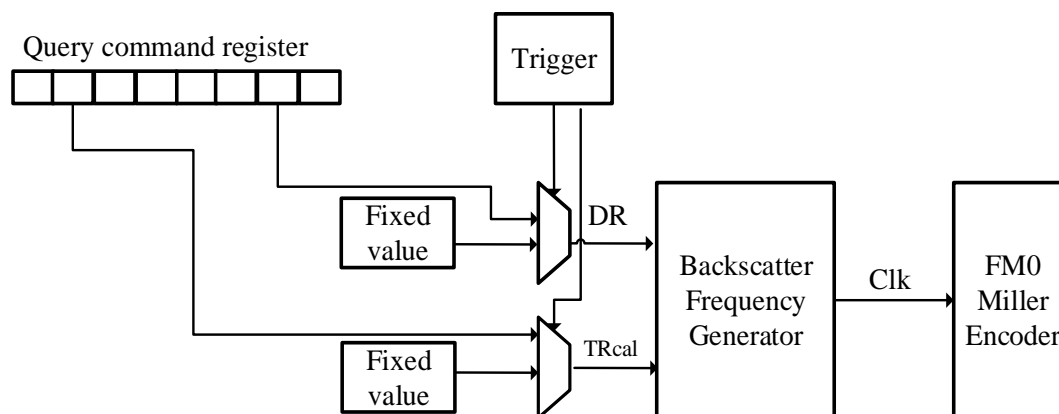 Query command register
Trigger
Fixed
value
DR
Backscatter
Frequency
Generator
Clk
FM0
Miller
Encoder
Fixed
value
TRcal